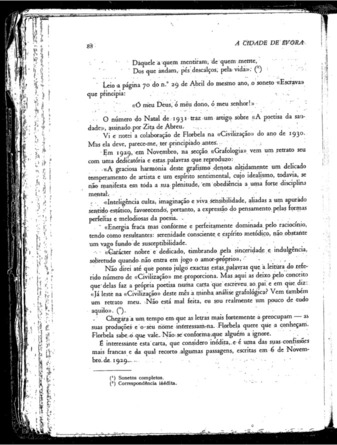 88
A CIDADE DE EVORA
Daquele a quem mentiram, de quem mente,
Dos que andam, pés descalços, pela vida». (⁶)
Leio a página 70 do n.º 29 de Abril do mesmo ano, o soneto «Escrava»
que principia:
«Ó meu Deus, ó meu dono, ó meu senhor!»
O número do Natal de 1932 traz um artigo sobre «A poetisa da sau-
dade», assinado por Zita de Abreu.
Vi e notei a colaboração de Florbela na «Civilização» do ano de 1930.
Mas ela deve, parece-me, ter principiado antes.
Em 1929, em Novembro, na secção «Grafologia» vem um retrato seu
com uma dedicatória e estas palavras que reproduzo:
«A graciosa harmonia deste grafismo denota nitidamente um delicado
temperamento de artista e um espírito sentimental, cujo idealismo, todavia, se
não manifesta em toda a sua plenitude, em obediência a uma forte disciplina
mental.
«Inteligência culta, imaginação e viva sensibilidade, aliadas a um apurado
sentido estático, favorecendo, portanto, a expressão do pensamento pelas formas
perfeitas e melodiosas da poesia.
«Energia fraca mas conforme e perfeitamente dominada pelo raciocínio,
tendo como resultantes: serenidade consciente e espírito metódico, não obstante
um vago fundo de susceptibilidade.
«Carácter nobre e dedicado, timbrando pela sinceridade e indulgência,
sobretudo quando não entra em jogo o amor-próprio».
Não direi até que ponto julgo exactas estas palavras que a leitura do refe-
rido número de «Civilização» me proporciona. Mas aqui as deixo pelo conceito
que delas faz a própria poetisa numa carta que escreveu ao pai e em que diz:
«Já leste na «Civilização» deste mês a minha análise grafológica? Vem também
um retrato meu. Não está mal feita, eu sou realmente um pouco de tudo
aquilo». (⁷).
Chegara a um tempo em que as letras mais fortemente a preocupam — as
suas produções e o seu nome interessam-na. Florbela quere que a conheçam.
Florbela sabe o que vale. Não se conforma que alguém a ignore.
É interessante esta carta, que considero inédita, e é uma das suas confissões
mais francas e da qual recorto algumas passagens, escritas em 6 de Novem-
bro de 1929.
Sonetos completos.
Correspondência inédita.